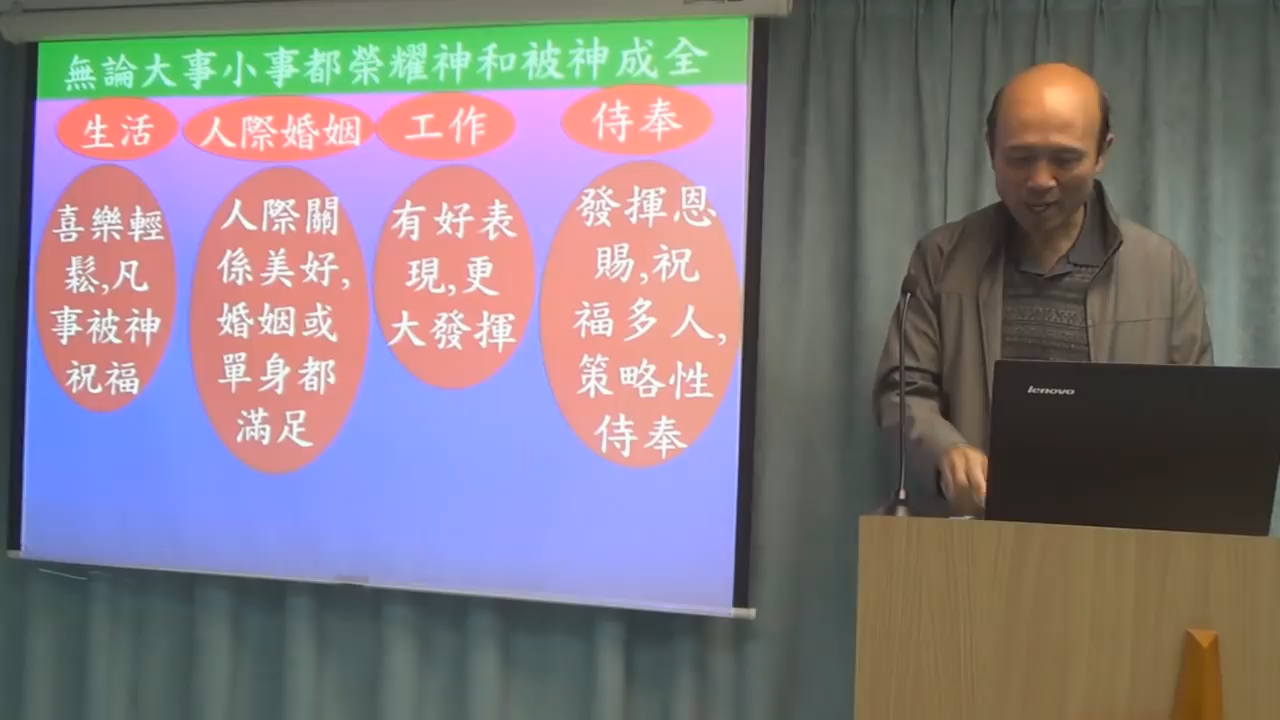 無論大事小事都榮耀神和被神成全
生活
人際婚姻
工作
侍奉
喜樂輕
鬆,凡
事被神
祝福
人際關
係美好,
婚姻或
單身都
滿足
有好表
現,更
大發揮
發揮恩
賜,祝
福多人,
策略性
侍奉
lenovo